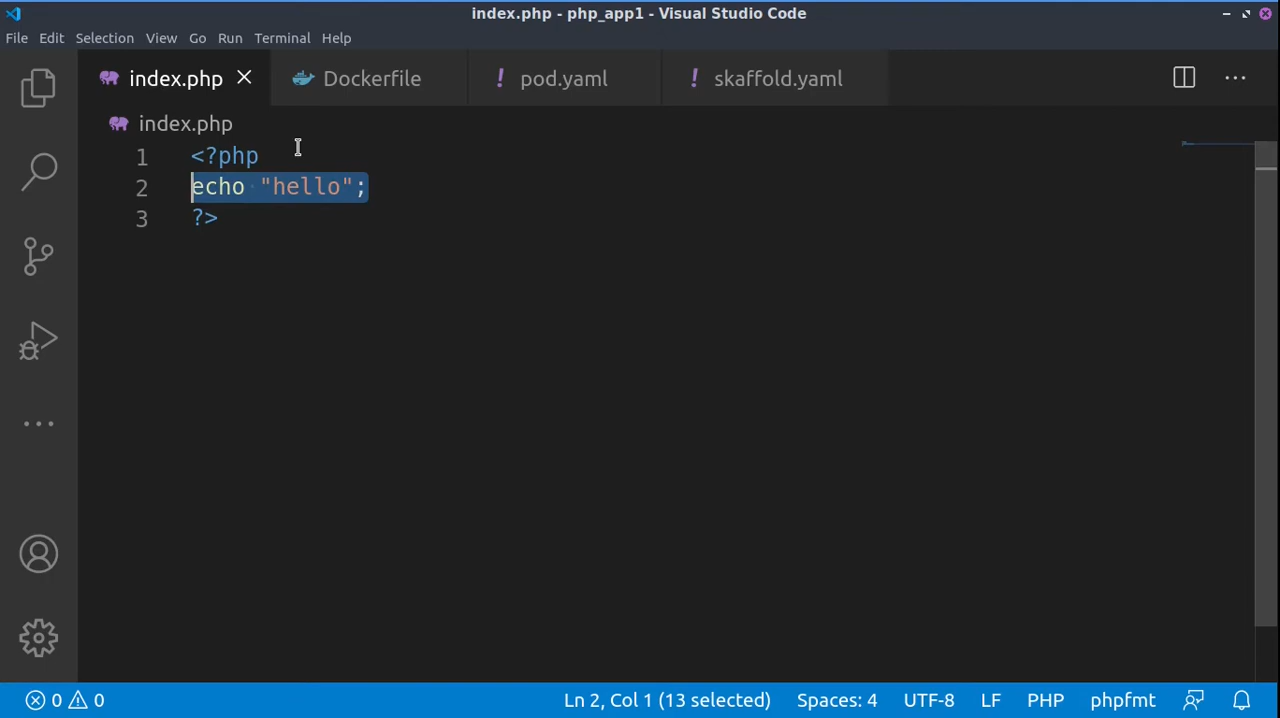 index.php - php_app1 - Visual Studio Code
File Edit Selection View Go Run Terminal Help
index.php Dockerfile ! pod.yaml ! skaffold.yaml
index.php
1 <?php
2 echo "hello";
3 ?>
0 0 Ln 2, Col 1 (13 selected) Spaces: 4 UTF-8 LF PHP phpfmt